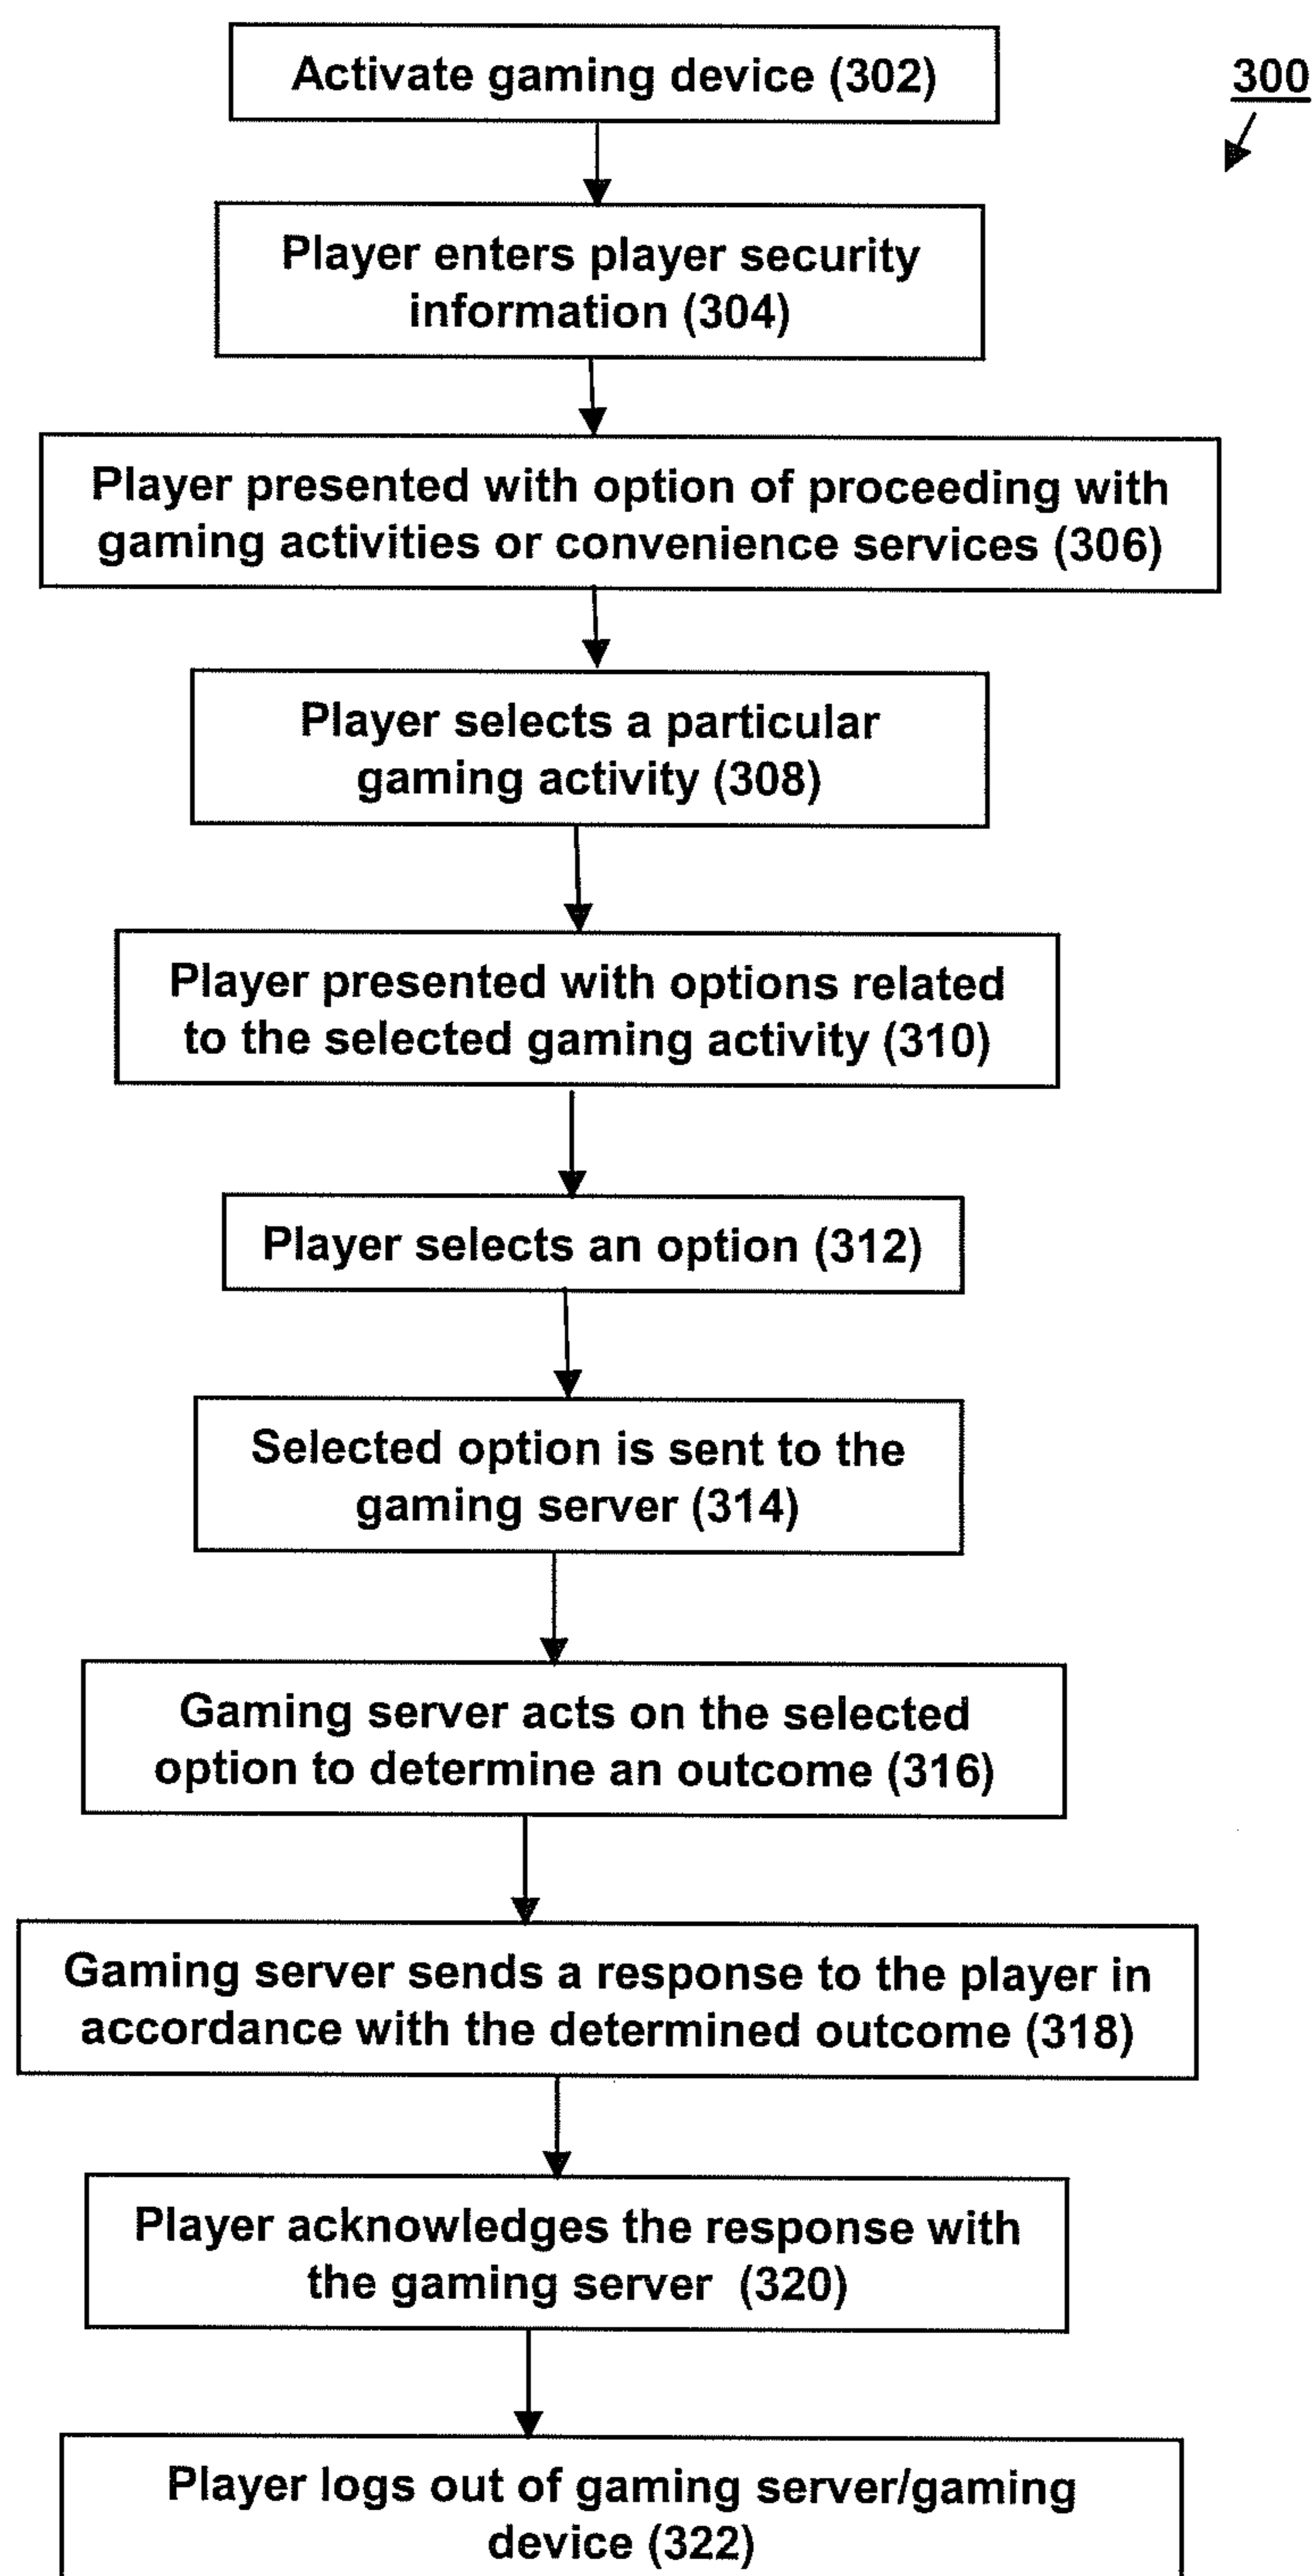 Activate gaming device (302)
300
Player enters player security
information (304)
Player presented with option of proceeding with
gaming activities or convenience services (306)
Player selects a particular
gaming activity (308)
Player presented with options related
to the selected gaming activity (310)
Player selects an option (312)
Selected option is sent to the
gaming server (314)
Gaming server acts on the selected
option to determine an outcome (316)
Gaming server sends a response to the player in
accordance with the determined outcome (318)
Player acknowledges the response with
the gaming server (320)
Player logs out of gaming server/gaming
device (322)